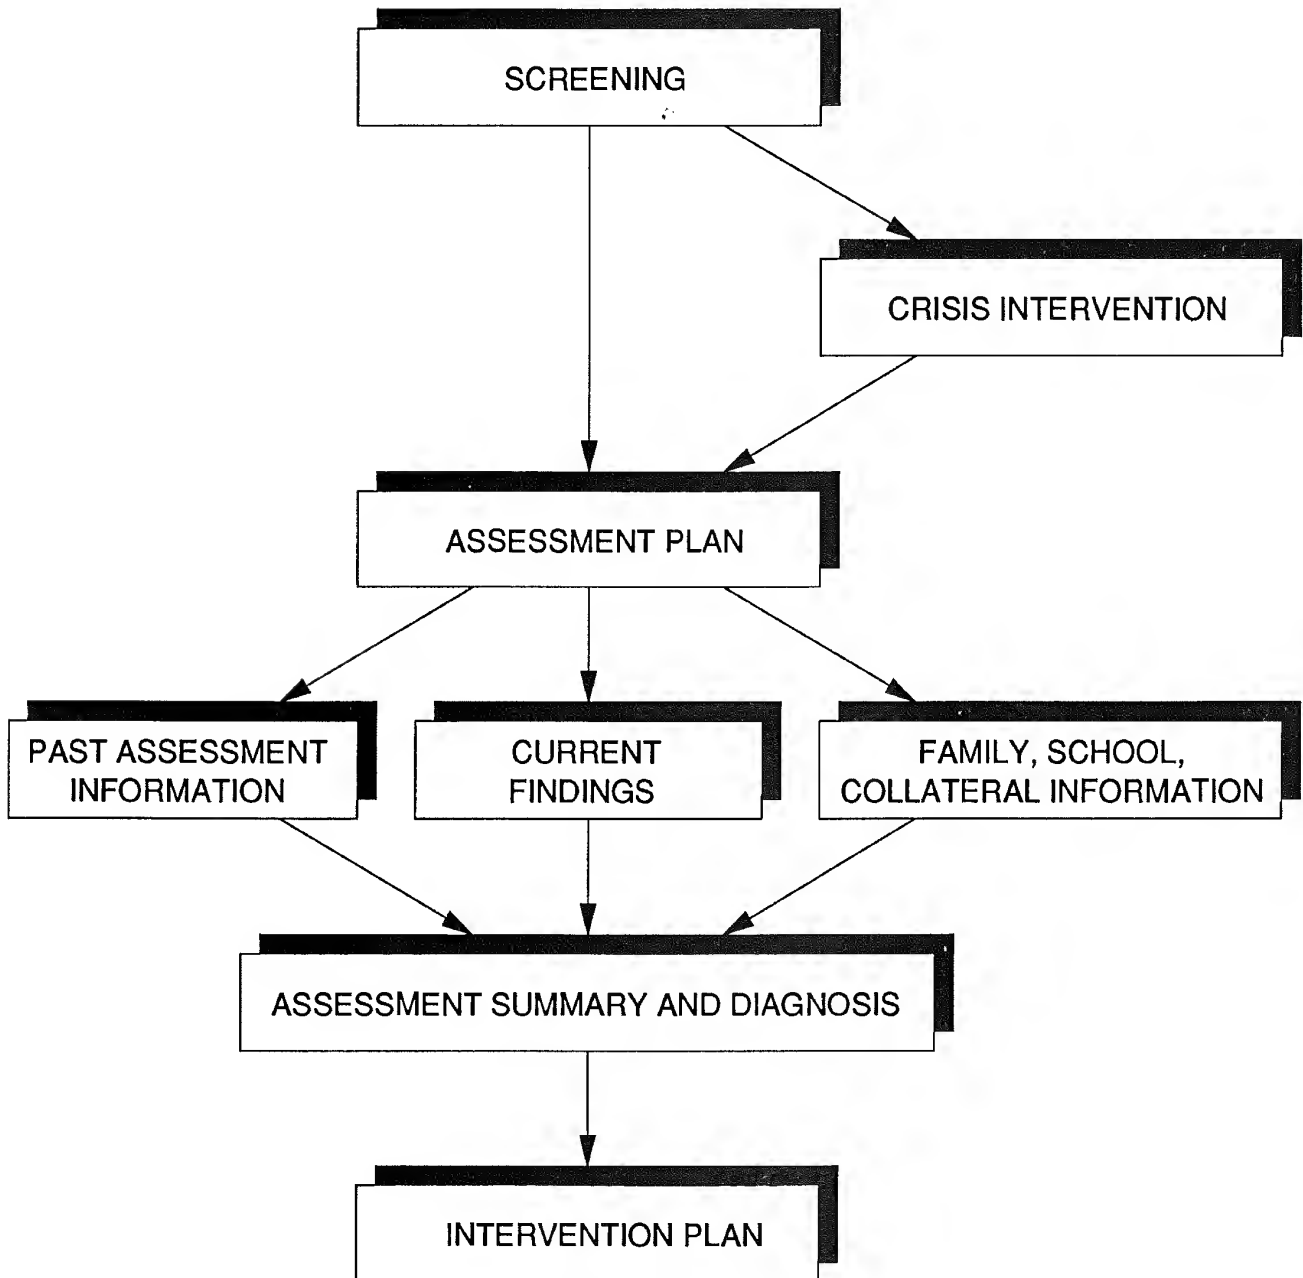 SCREENING
CRISIS INTERVENTION
ASSESSMENT PLAN
PAST ASSESSMENT
INFORMATION
CURRENT
FINDINGS
FAMILY, SCHOOL,
COLLATERAL INFORMATION
ASSESSMENT SUMMARY AND DIAGNOSIS
INTERVENTION PLAN